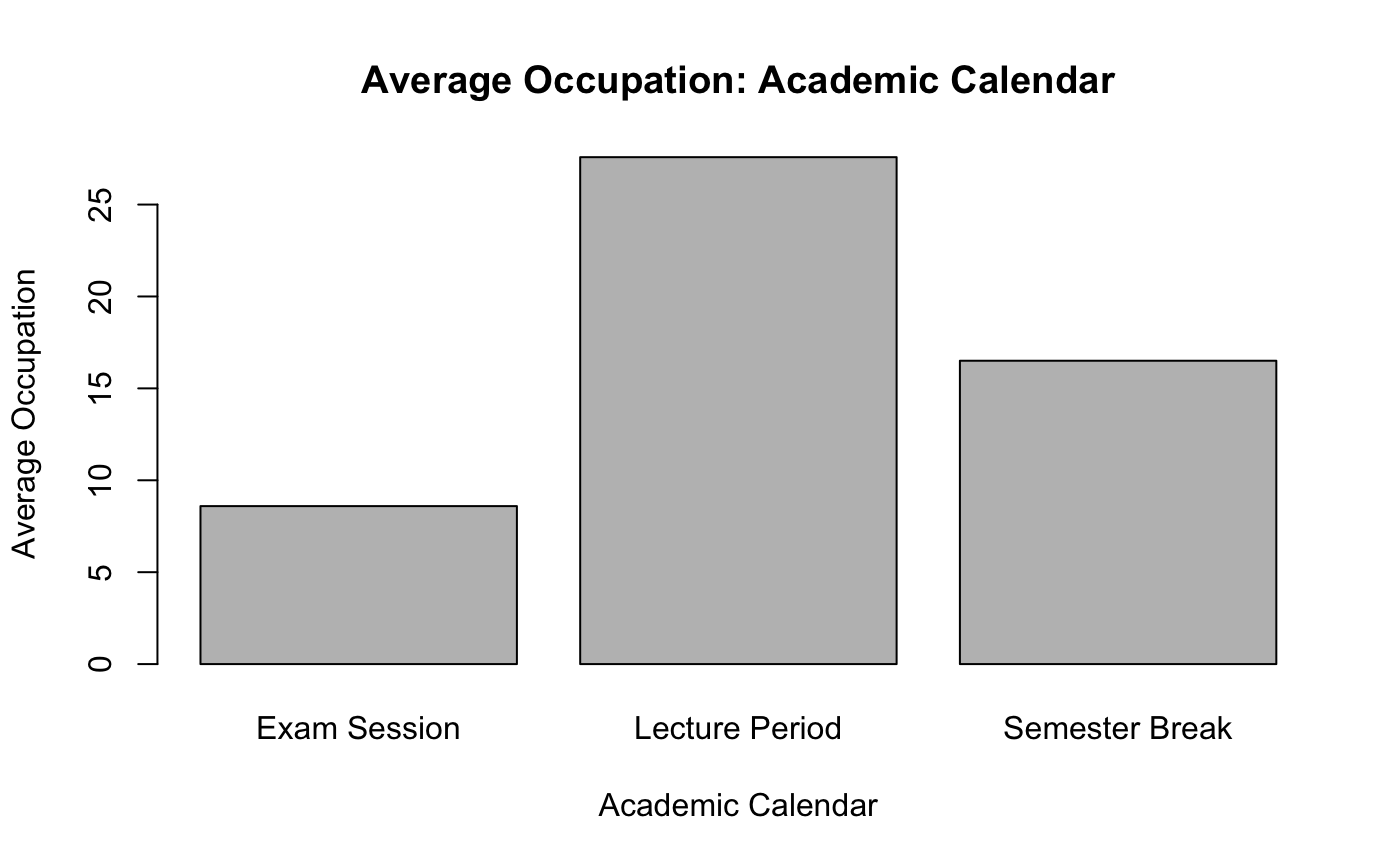 Average Occupation: Academic Calendar
Average Occupation
25
20
15
10
5
0
Exam Session Lecture Period Semester Break
Academic Calendar